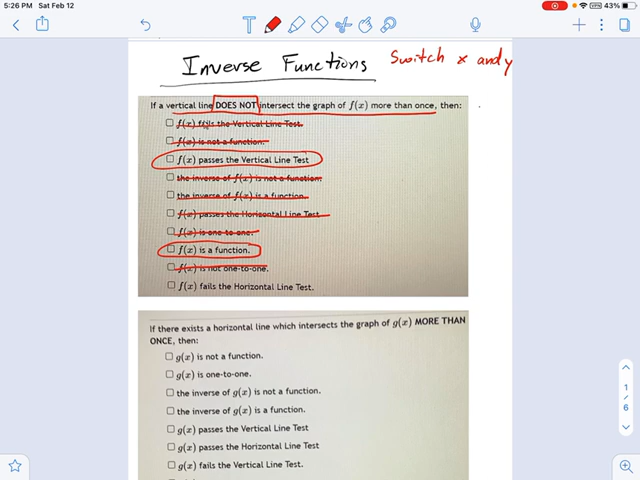 5:26 PM Sat Feb 12
VPN 43%
T
Inverse Functions
Switch x and y
If a vertical line DOES NOT intersect the graph of f(x) more than once, then:
f(x) fails the Vertical Line Test.
f(x) is not a function.
f(x) passes the Vertical Line Test
the inverse of f(x) is not a function.
the inverse of f(x) is a function.
f(x) passes the Horizontal Line Test
f(x) is one-to-one.
f(x) is a function.
f(x) is not one-to-one.
f(x) fails the Horizontal Line Test.
If there exists a horizontal line which intersects the graph of g(x) MORE THAN
ONCE, then:
g(x) is not a function.
g(x) is one-to-one.
the inverse of g(x) is not a function.
the inverse of g(x) is a function.
g(x) passes the Vertical Line Test
g(x) passes the Horizontal Line Test
g(x) fails the Vertical Line Test.
1
/
6